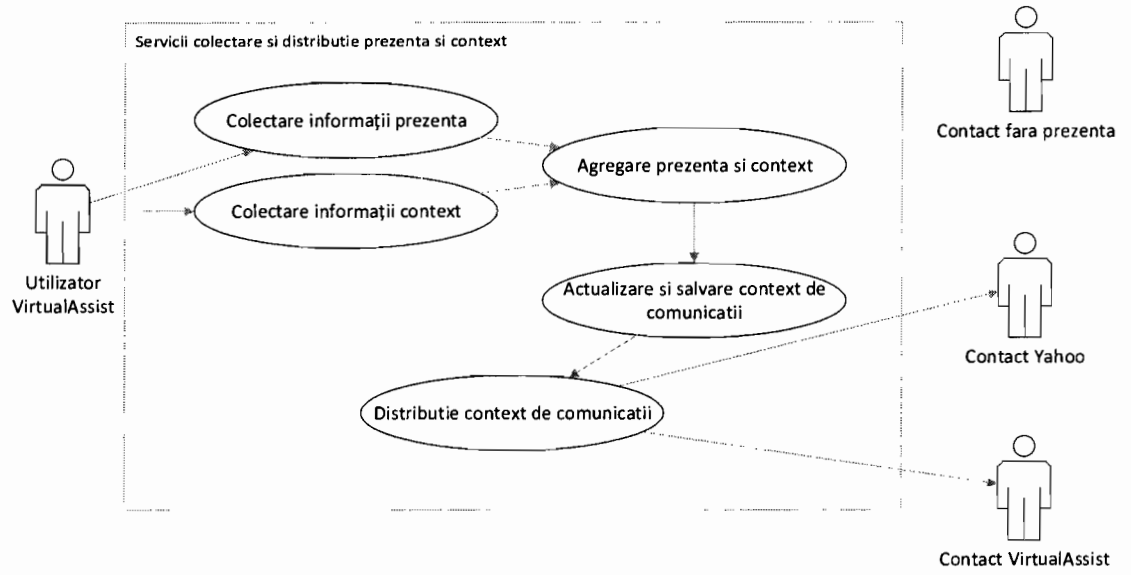 Servicii colectare si distributie prezenta si context
Colectare informații prezenta
Contact fara prezenta
Agregare prezenta si context
Colectare informații context
Utilizator
VirtualAssist
Actualizare si salvare context de
comunicatii
Contact Yahoo
Distributie context de comunicatii
Contact VirtualAssist